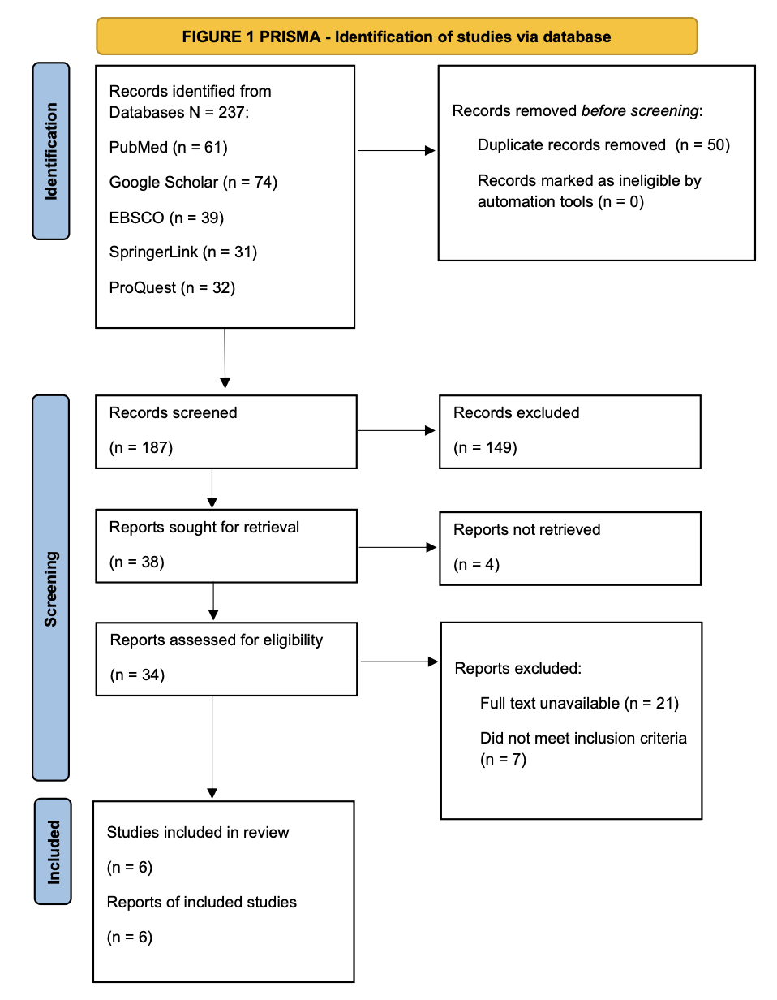 FIGURE 1 PRISMA - Identification of studies via database
Identification
Records identified from
Databases N = 237:
PubMed (n = 61)
Google Scholar (n = 74)
EBSCO (n = 39)
SpringerLink (n = 31)
ProQuest (n = 32)
Records removed before screening:
Duplicate records removed  (n = 50)
Records marked as ineligible by
automation tools (n = 0)
Screening
Records screened
(n = 187)
Records excluded
(n = 149)
Reports sought for retrieval
(n = 38)
Reports not retrieved
(n = 4)
Reports assessed for eligibility
(n = 34)
Reports excluded:
Full text unavailable (n = 21)
Did not meet inclusion criteria
(n = 7)
Included
Studies included in review
(n = 6)
Reports of included studies
(n = 6)